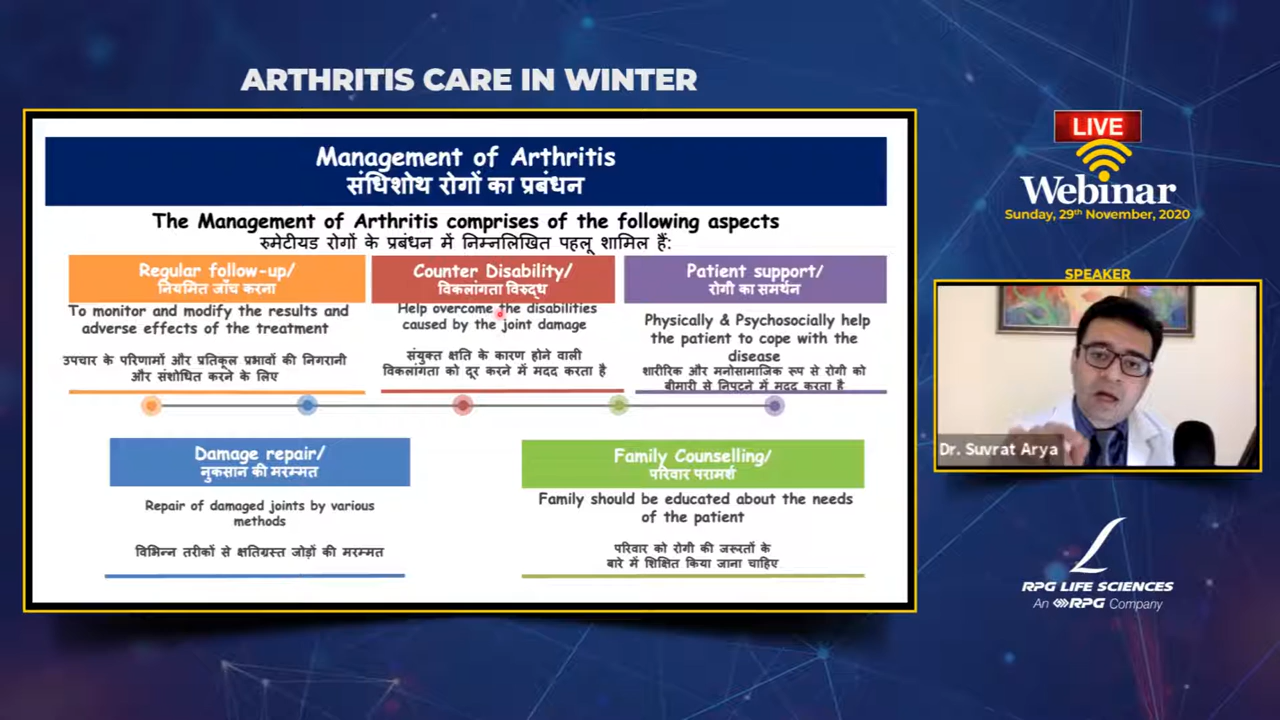 ARTHRITIS CARE IN WINTER
Management of Arthritis
संधिशोथ रोगों का प्रबंधन
The Management of Arthritis comprises of the following aspects
रुमेटीयड रोगों के प्रबंधन में निम्नलिखित पहलू शामिल हैं:
Regular follow-up/
नियमित जाँच करना
To monitor and modify the results and
adverse effects of the treatment
उपचार के परिणामों और प्रतिकूल प्रभावों की निगरानी
और संशोधित करने के लिए
Counter Disability/
विकलांगता विरुद्ध
Help overcome the disabilities
caused by the joint damage
संयुक्त क्षति के कारण होने वाली
विकलांगता को दूर करने में मदद करता है
Patient support/
रोगी का समर्थन
Physically & Psychosocially help
the patient to cope with the
disease
शारीरिक और मनोसामाजिक रूप से रोगी को
बीमारी से निपटने में मदद करता है
Damage repair/
नुकसान की मरम्मत
Repair of damaged joints by various
methods
विभिन्न तरीकों से क्षतिग्रस्त जोड़ों की मरम्मत
Family Counselling/
परिवार परामर्श
Family should be educated about the needs
of the patient
परिवार को रोगी की जरूरतों के
बारे में शिक्षित किया जाना चाहिए
LIVE
Webinar
Sunday, 29th November, 2020
SPEAKER
Dr. Suvrat Arya
RPG LIFE SCIENCES
An RPG Company